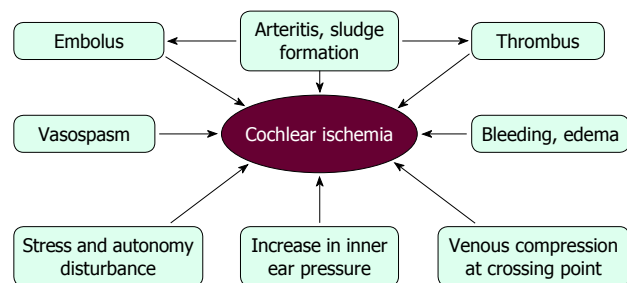 Embolus
Arteritis, sludge
formation
Thrombus
Vasospasm
Cochlear ischemia
Bleeding, edema
Stress and autonomy
disturbance
Increase in inner
ear pressure
Venous compression
at crossing point